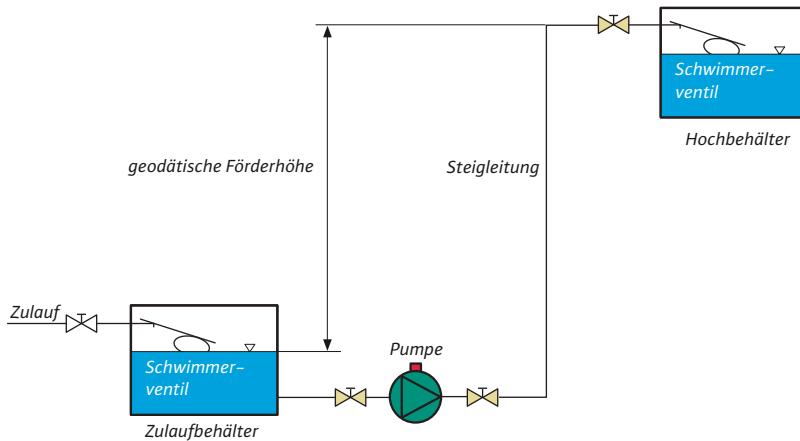 Schwimmer–
ventil
Hochbehälter
geodätische Förderhöhe
Steigleitung
Zulauf
Pumpe
Schwimmer–
ventil
Zulaufbehälter